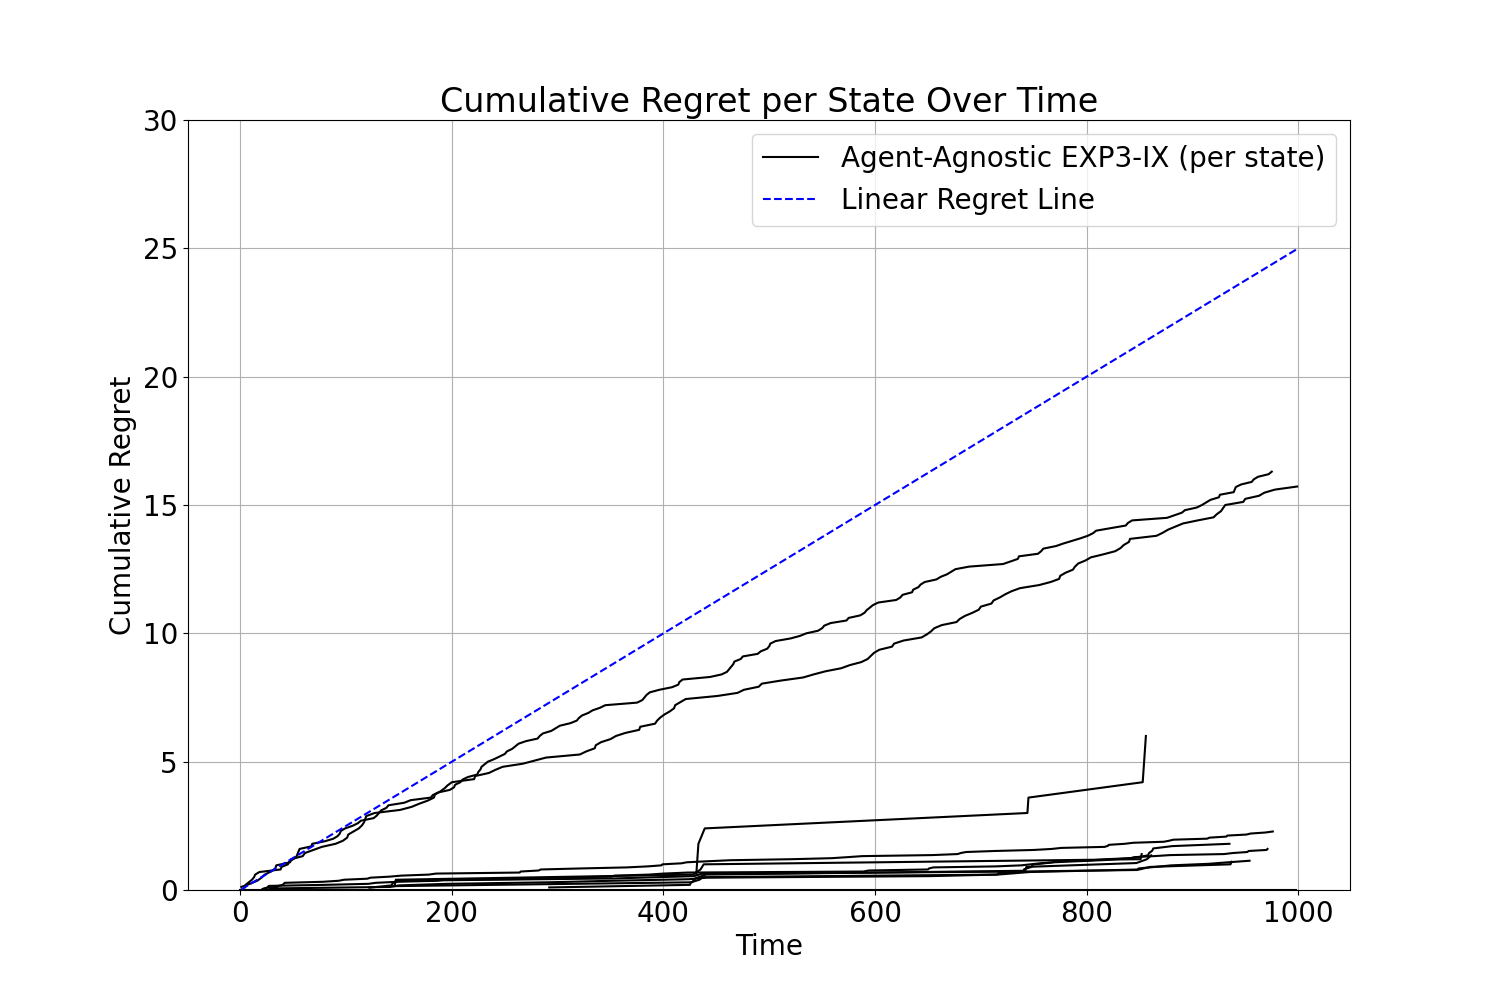 Cumulative Regret per State Over Time
Agent-Agnostic EXP3-IX (per state)
Linear Regret Line
Cumulative Regret
30
25
20
15
10
5
0
0 200 400 600 800 1000
Time